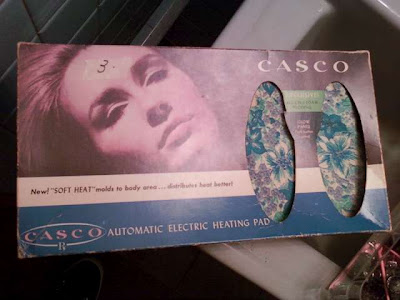 3.
CASCO
New! "SOFT HEAT" molds to body area... distributes heat better!
CASCO AUTOMATIC ELECTRIC HEATING PAD
R